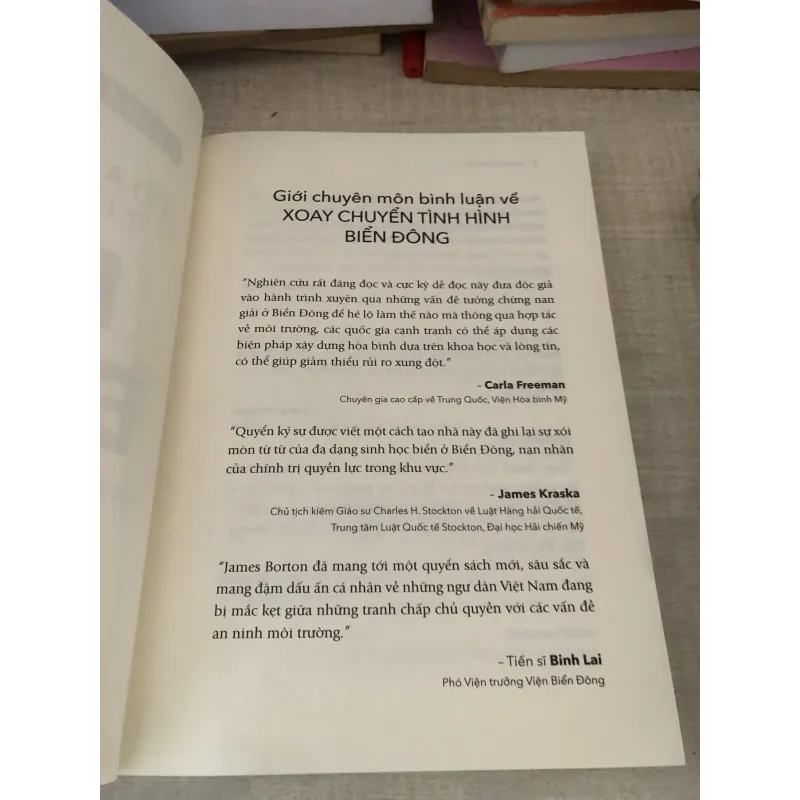 Giới chuyên môn bình luận về
XOAY CHUYỂN TÌNH HÌNH
BIỂN ĐÔNG
“Nghiên cứu rất đáng đọc và cực kỳ dễ đọc này đưa độc giả
vào hành trình xuyên qua những vấn đề tưởng chừng nan
giải ở Biển Đông để hé lộ làm thế nào mà thông qua hợp tác
về môi trường, các quốc gia cạnh tranh có thể áp dụng các
biện pháp xây dựng hòa bình dựa trên khoa học và lòng tin,
có thể giúp giảm thiểu rủi ro xung đột.”
– Carla Freeman
Chuyên gia cao cấp về Trung Quốc, Viện Hòa bình Mỹ
“Quyển ký sự được viết một cách tao nhã này đã ghi lại sự xói
mòn từ từ của đa dạng sinh học biển ở Biển Đông, nạn nhân
của chính trị quyền lực trong khu vực.”
– James Kraska
Chủ tịch kiêm Giáo sư Charles H. Stockton về Luật Hàng hải Quốc tế,
Trung tâm Luật Quốc tế Stockton, Đại học Hải chiến Mỹ
“James Borton đã mang tới một quyển sách mới, sâu sắc và
mang đậm dấu ấn cá nhân về những ngư dân Việt Nam đang
bị mắc kẹt giữa những tranh chấp chủ quyền với các vấn đề
an ninh môi trường.”
– Tiến sĩ Bình Lai
Phó Viện trưởng Viện Biển Đông